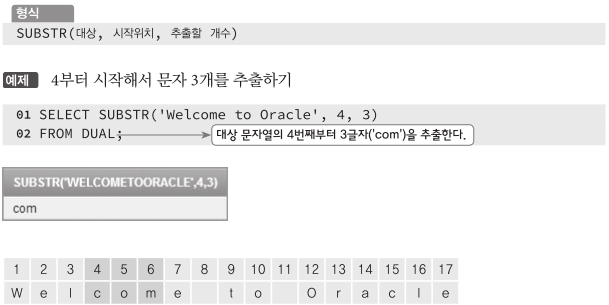 형식
SUBSTR(대상, 시작위치, 추출할 개수)
예제 4부터 시작해서 문자 3개를 추출하기
01 SELECT SUBSTR('Welcome to Oracle', 4, 3)
02 FROM DUAL; 대상 문자열의 4번째부터 3글자('com')을 추출한다.
SUBSTR('WELCOMETOORACLE',4,3)
com
1 2 3 4 5 6 7 8 9 10 11 12 13 14 15 16 17
W e l c o m e t o O r a c l e